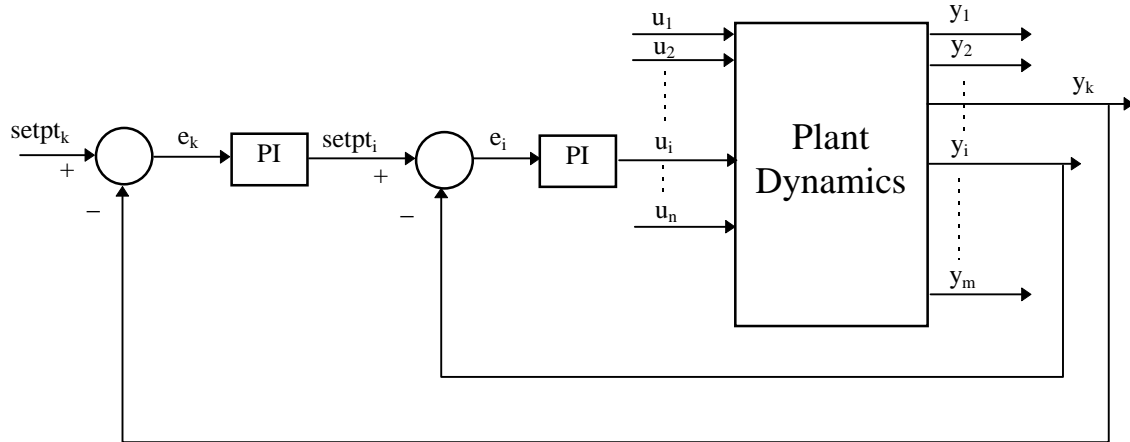 u1
u2
y1
y2
yk
setptk
+
−
ek
PI
setpti
+
−
ei
PI
ui
un
Plant
Dynamics
yi
ym